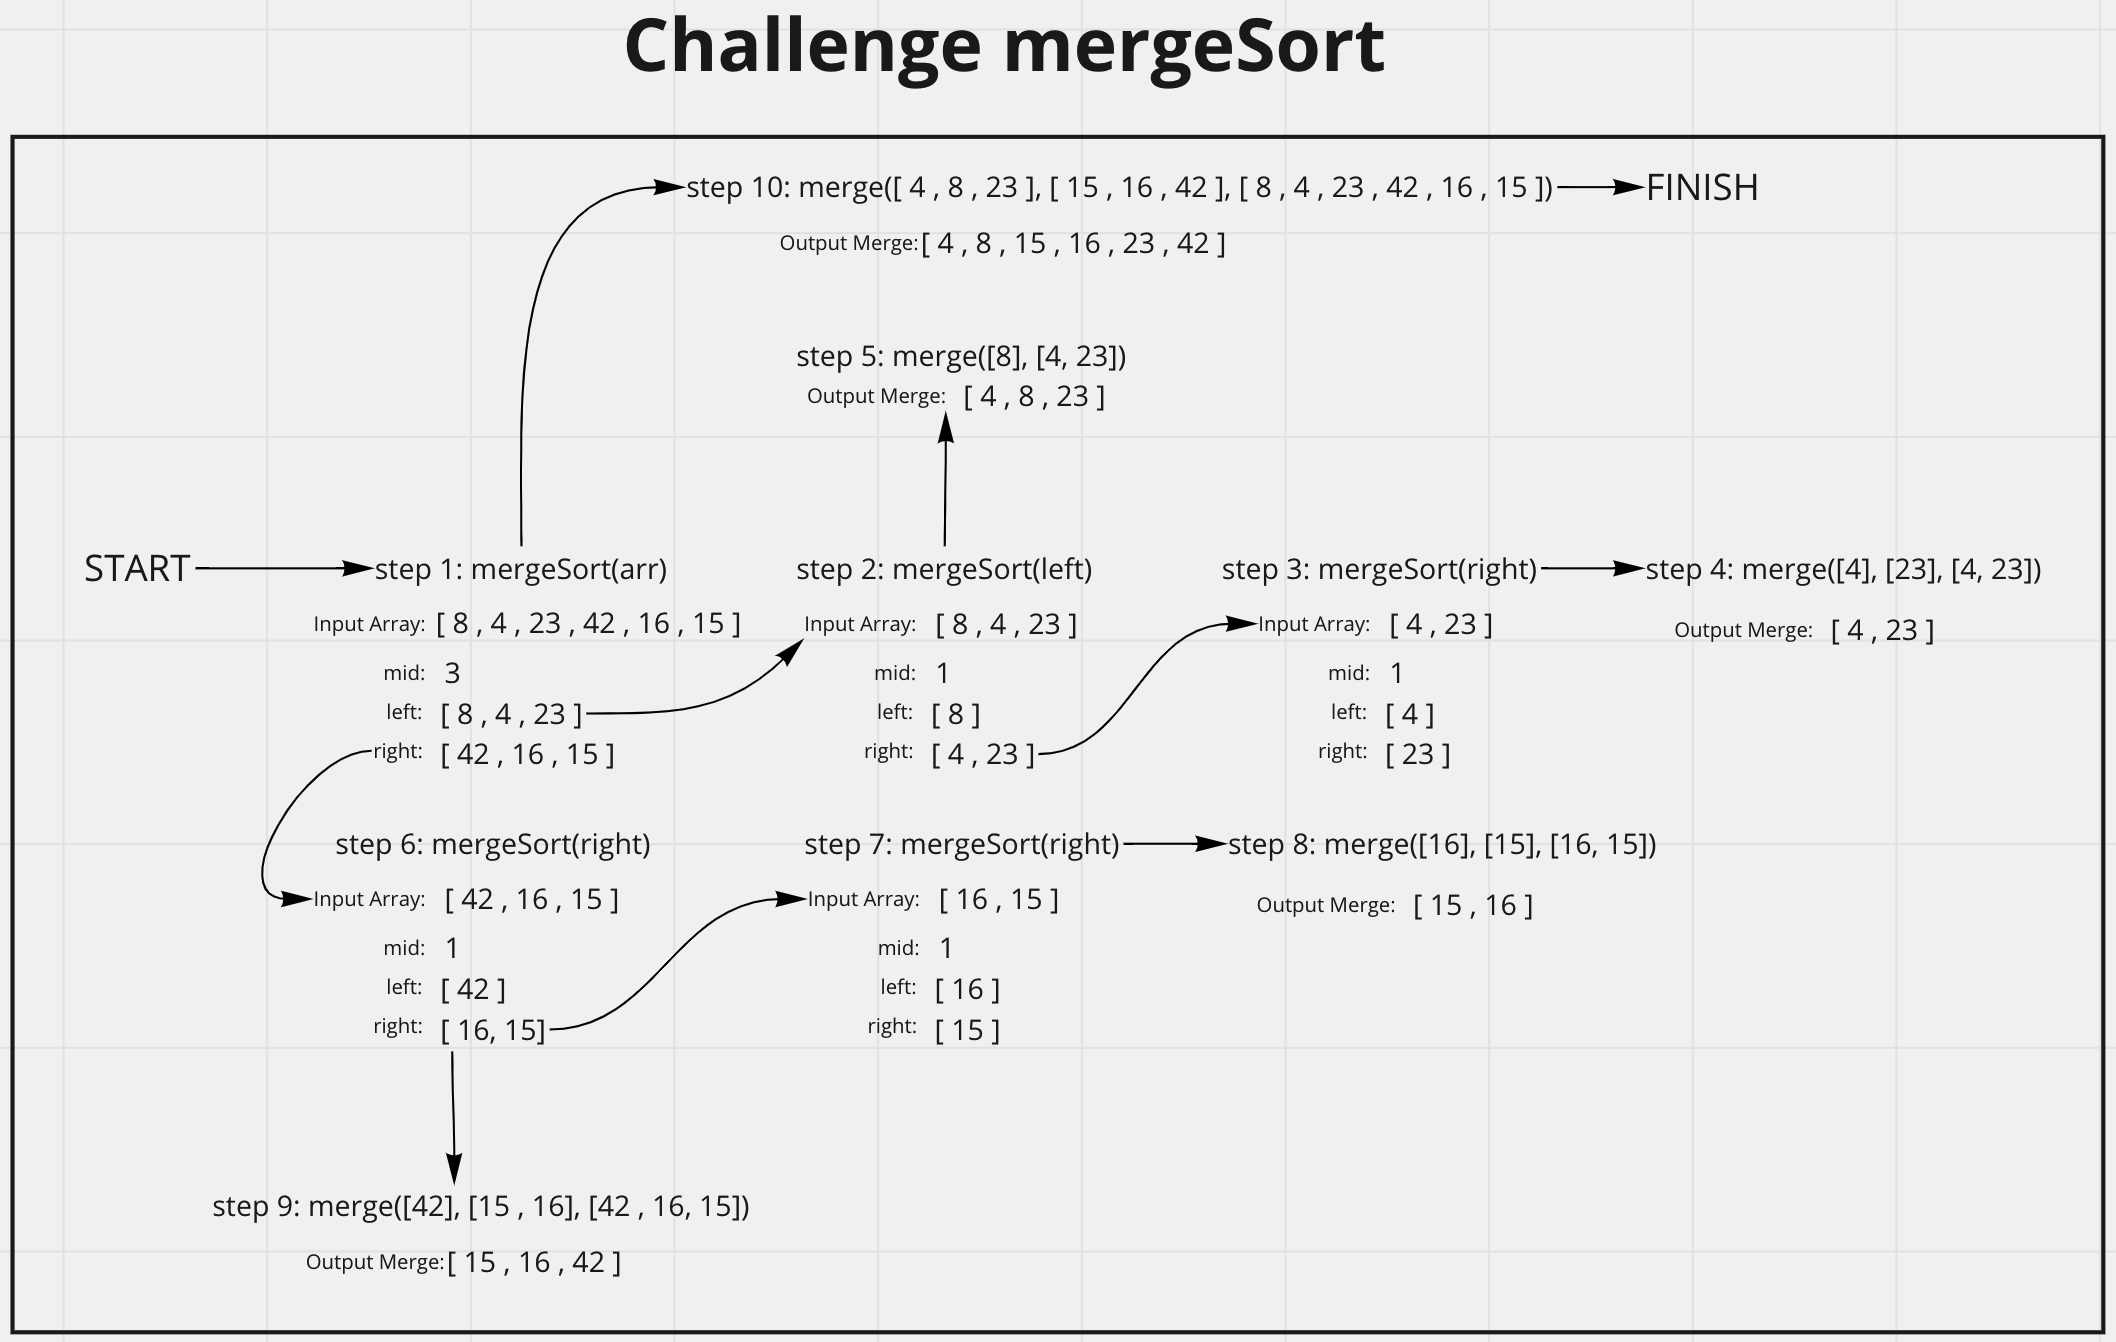 Challenge mergeSort
step 10: merge([ 4 , 8 , 23 ], [ 15 , 16 , 42 ], [ 8 , 4 , 23 , 42 , 16 , 15 ])
FINISH
Output Merge: [ 4 , 8 , 15 , 16 , 23 , 42 ]
step 5: merge([8], [4, 23])
Output Merge: [ 4 , 8 , 23 ]
START
step 1: mergeSort(arr)
Input Array: [ 8 , 4 , 23 , 42 , 16 , 15 ]
mid: 3
left: [ 8 , 4 , 23 ]
right: [ 42 , 16 , 15 ]
step 2: mergeSort(left)
Input Array: [ 8 , 4 , 23 ]
mid: 1
left: [ 8 ]
right: [ 4 , 23 ]
step 3: mergeSort(right)
Input Array: [ 4 , 23 ]
mid: 1
left: [ 4 ]
right: [ 23 ]
step 4: merge([4], [23], [4, 23])
Output Merge: [ 4 , 23 ]
step 6: mergeSort(right)
Input Array: [ 42 , 16 , 15 ]
mid: 1
left: [ 42 ]
right: [ 16, 15]
step 7: mergeSort(right)
Input Array: [ 16 , 15 ]
mid: 1
left: [ 16 ]
right: [ 15 ]
step 8: merge([16], [15], [16, 15])
Output Merge: [ 15 , 16 ]
step 9: merge([42], [15 , 16], [42 , 16, 15])
Output Merge: [ 15 , 16 , 42 ]